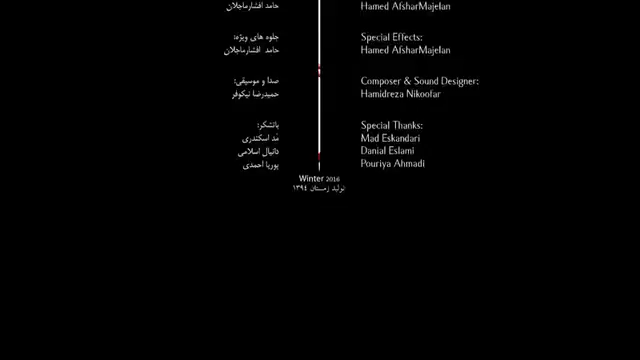 حامد افشارماجلان
Hamed AfsharMajelan
جلوه های ویژه:
Special Effects:
حامد افشارماجلان
Hamed AfsharMajelan
صدا و موسیقی:
Composer & Sound Designer:
حمیدرضا نیکوفر
Hamidreza Nikoofar
باتشکر:
Special Thanks:
مَد اسکندری
Mad Eskandari
دانیال اسلامی
Danial Eslami
پوریا احمدی
Pouriya Ahmadi
Winter 2016
تولید زمستان ۱۳۹۴